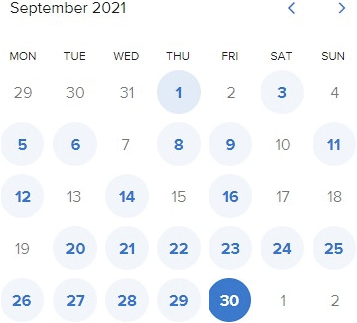 September 2021
MON TUE WED THU FRI SAT SUN
29 30 31 1 2 3 4
5 6 7 8 9 10 11
12 13 14 15 16 17 18
19 20 21 22 23 24 25
26 27 28 29 30 1 2